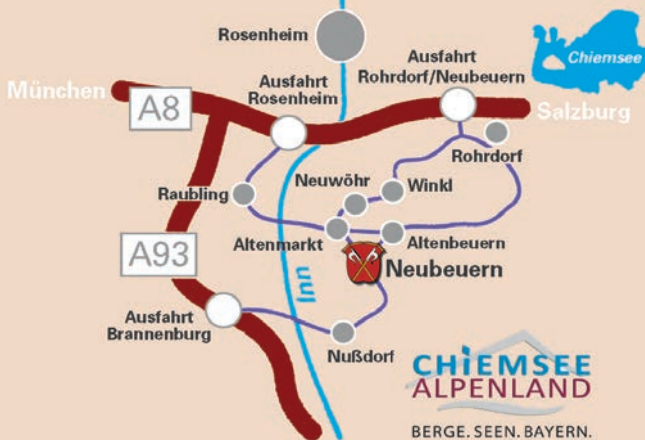 Rosenheim
Ausfahrt
Rohrdorf/Neubeuern
Chiemsee
München
A8
Ausfahrt
Rosenheim
Salzburg
Rohrdorf
Raubling
Neuwöhr
Winkl
Altenmarkt
Altenbeuern
A93
Inn
Neubeuern
Ausfahrt
Brannenburg
Nußdorf
CHiEMSEE
ALPENLAND
BERGE. SEEN. BAYERN.